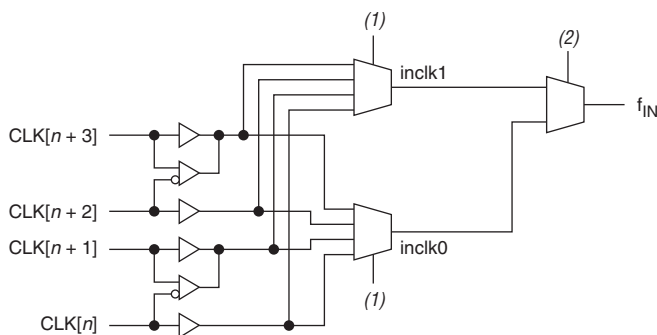 (1)
(2)
inclk1
f_IN
CLK[n + 3]
CLK[n + 2]
CLK[n + 1]
inclk0
(1)
CLK[n]